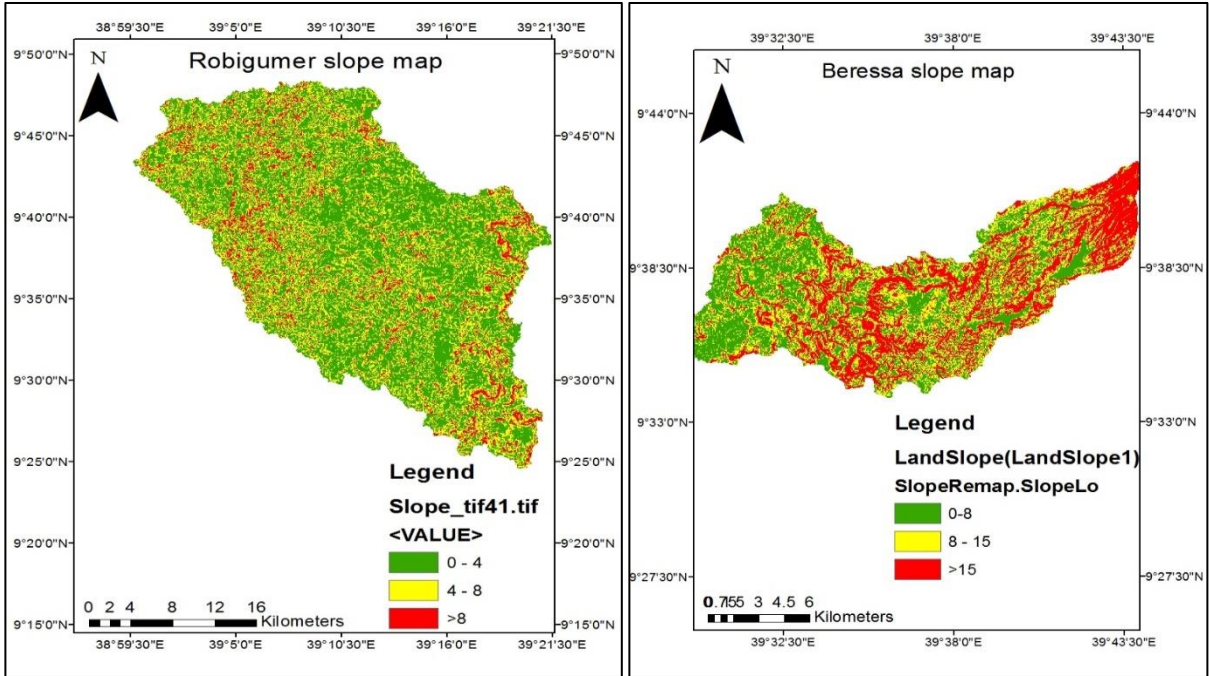 38°59'30"E 39°5'0"E 39°10'30"E 39°16'0"E 39°21'30"E
9°50'0"N 9°50'0"N
N
Robigumer slope map
9°45'0"N 9°45'0"N
9°40'0"N 9°40'0"N
9°35'0"N 9°35'0"N
9°30'0"N 9°30'0"N
9°25'0"N 9°25'0"N
Legend
Slope_tif41.tif
<VALUE>
9°20'0"N 9°20'0"N
0 - 4
4 - 8
>8
0 2 4 8 12 16
Kilometers
9°15'0"N 9°15'0"N
38°59'30"E 39°5'0"E 39°10'30"E 39°16'0"E 39°21'30"E
39°32'30"E 39°38'0"E 39°43'30"E
N
Beressa slope map
9°44'0"N 9°44'0"N
9°38'30"N 9°38'30"N
9°33'0"N 9°33'0"N
Legend
LandSlope(LandSlope1)
SlopeRemap.SlopeLo
0-8
8 - 15
>15
9°27'30"N 9°27'30"N
0 0.75 1.5 3 4.5 6
Kilometers
39°32'30"E 39°38'0"E 39°43'30"E